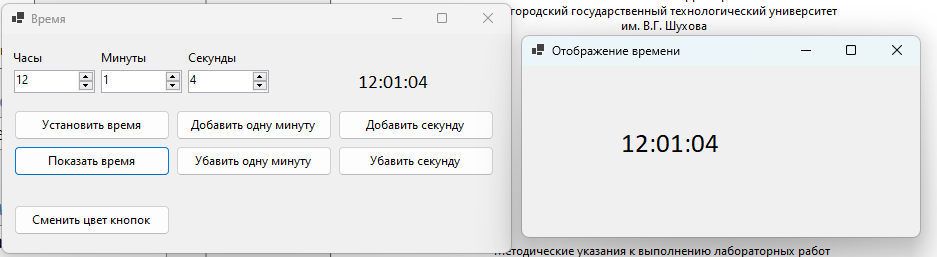 Время
Часы
Минуты
Секунды
12
1
4
12:01:04
Установить время
Добавить одну минуту
Добавить секунду
Показать время
Убавить одну минуту
Убавить секунду
Сменить цвет кнопок
городский государственный технологический университет
им. В.Г. Шухова
Отображение времени
12:01:04
Методические указания к выполнению лабораторных работ